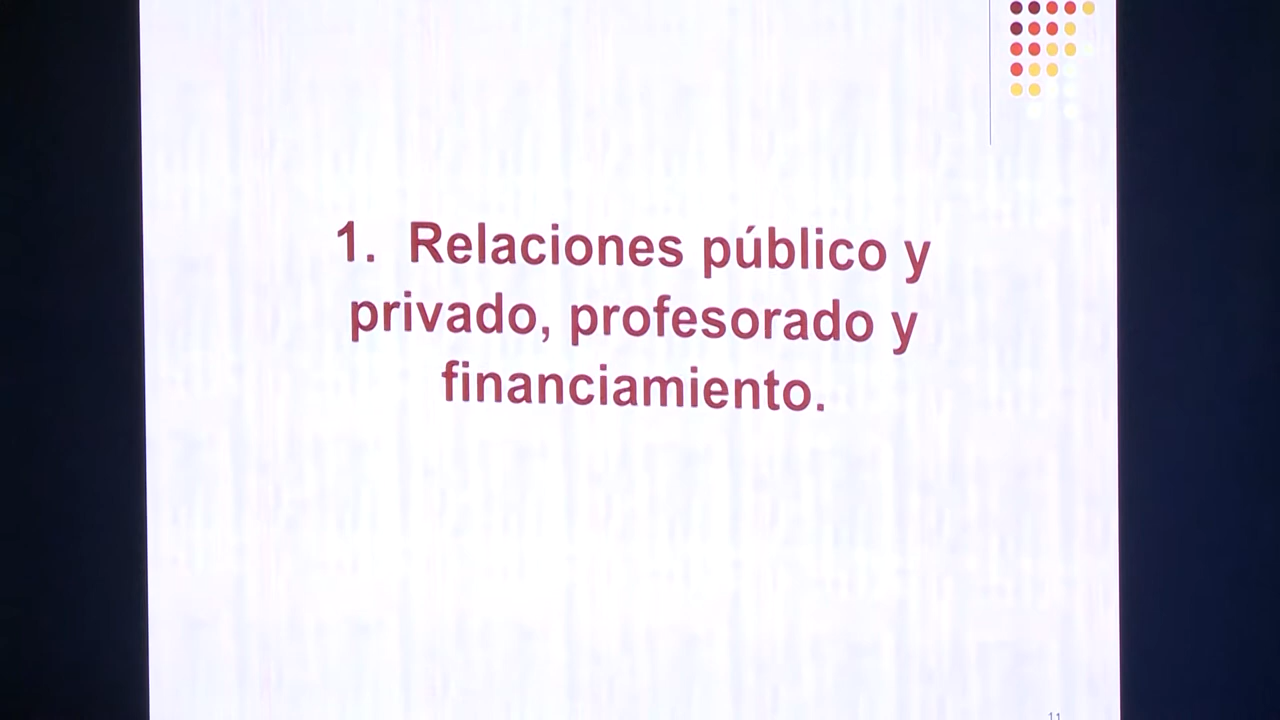 1. Relaciones público y
privado, profesorado y
financiamiento.
11